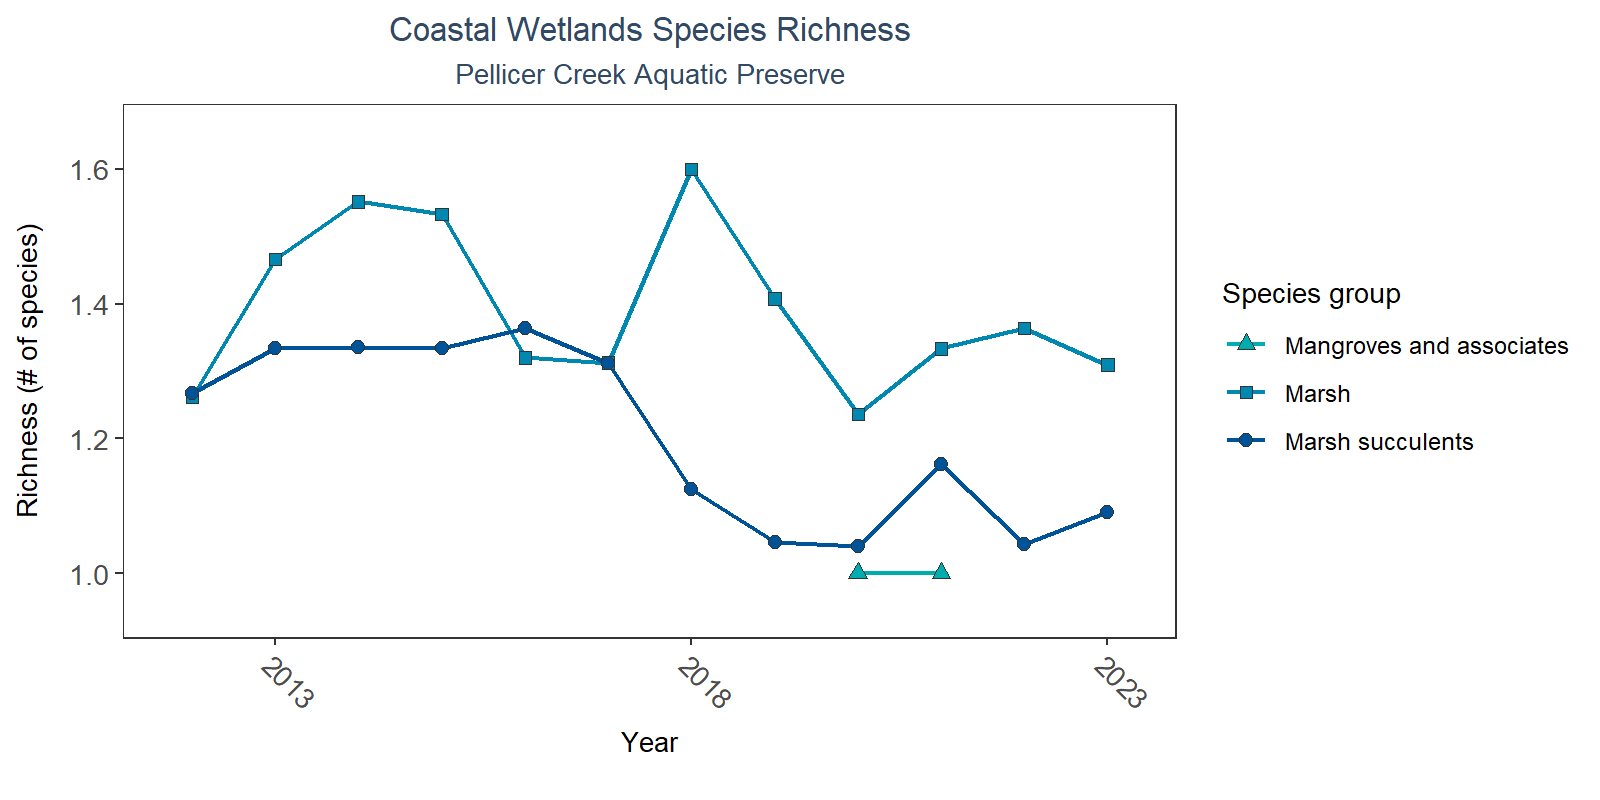 Coastal Wetlands Species Richness
Pellicer Creek Aquatic Preserve
Richness (# of species)
1.6
1.4
1.2
1.0
2013
2018
2023
Year
Species group
Mangroves and associates
Marsh
Marsh succulents